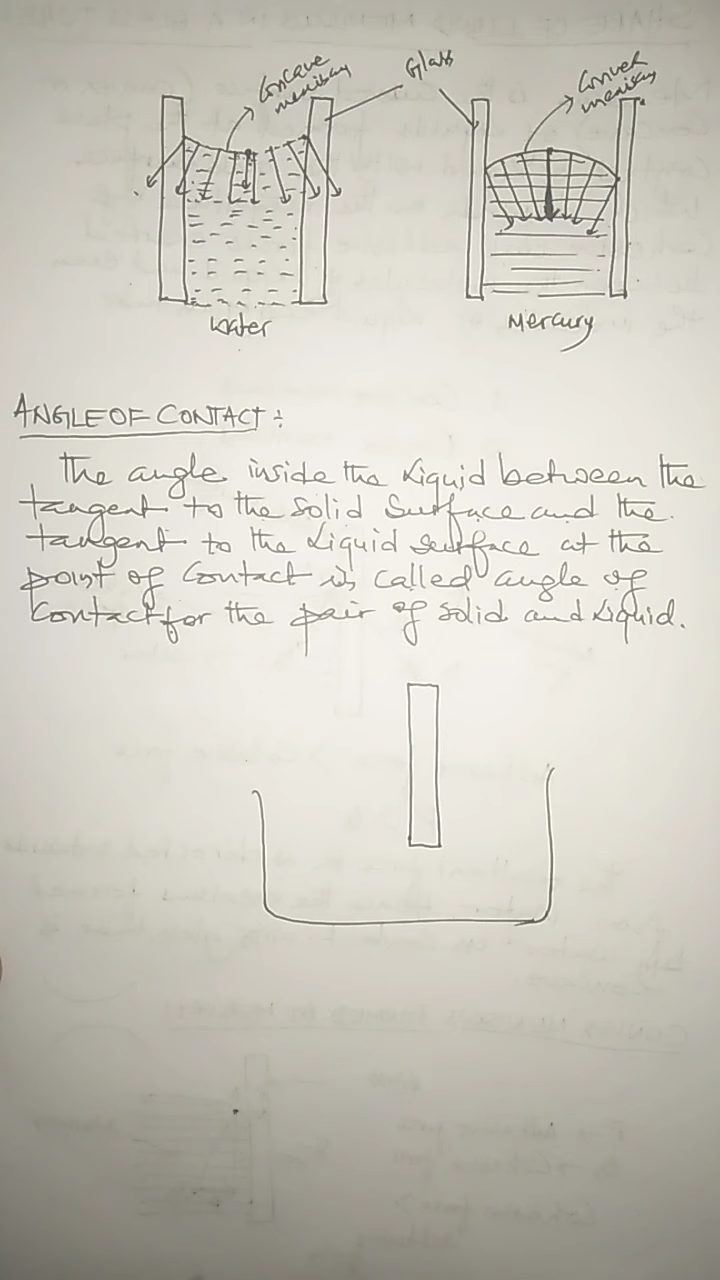 Concave
meniscus
Glass
Convex
meniscus
Water
Mercury
ANGLE OF CONTACT :
The angle inside the Liquid between the
tangent to the solid Surface and the
tangent to the Liquid surface at the
point of Contact is called angle of
Contact for the pair of solid and Liquid.